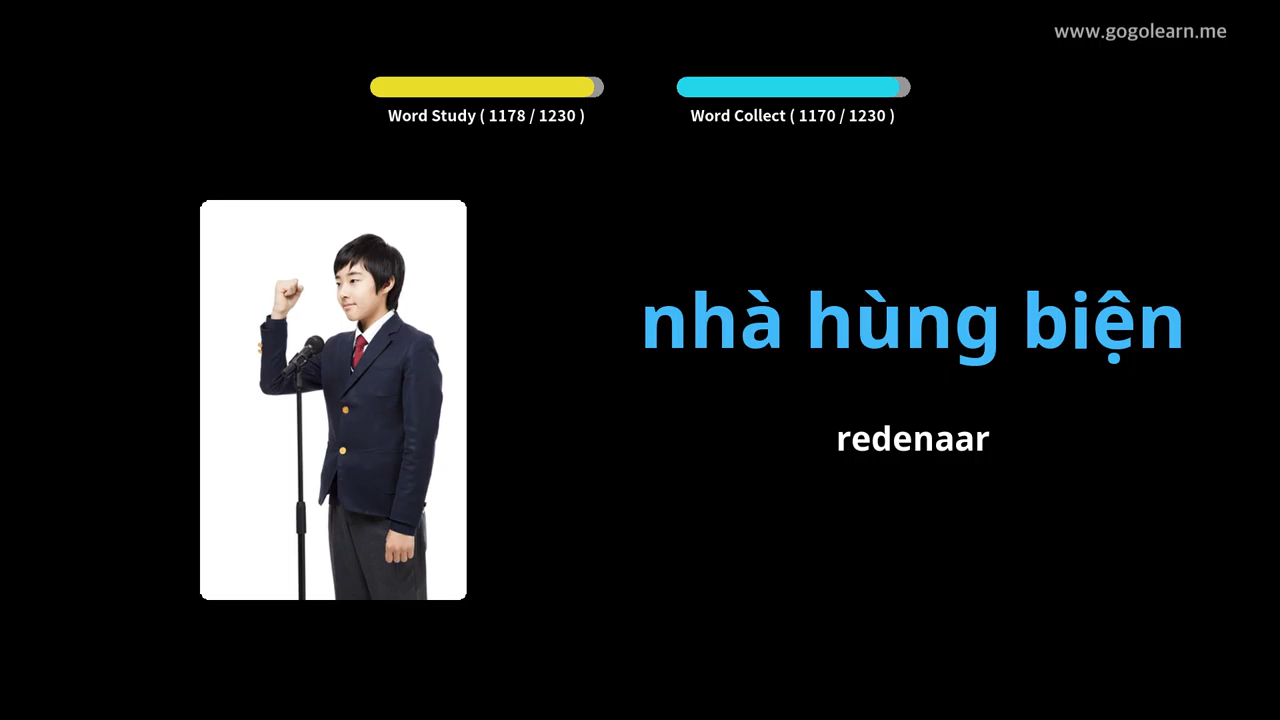 www.gogolearn.me
Word Study ( 1178 / 1230 )
Word Collect ( 1170 / 1230 )
nhà hùng biện
redenaar